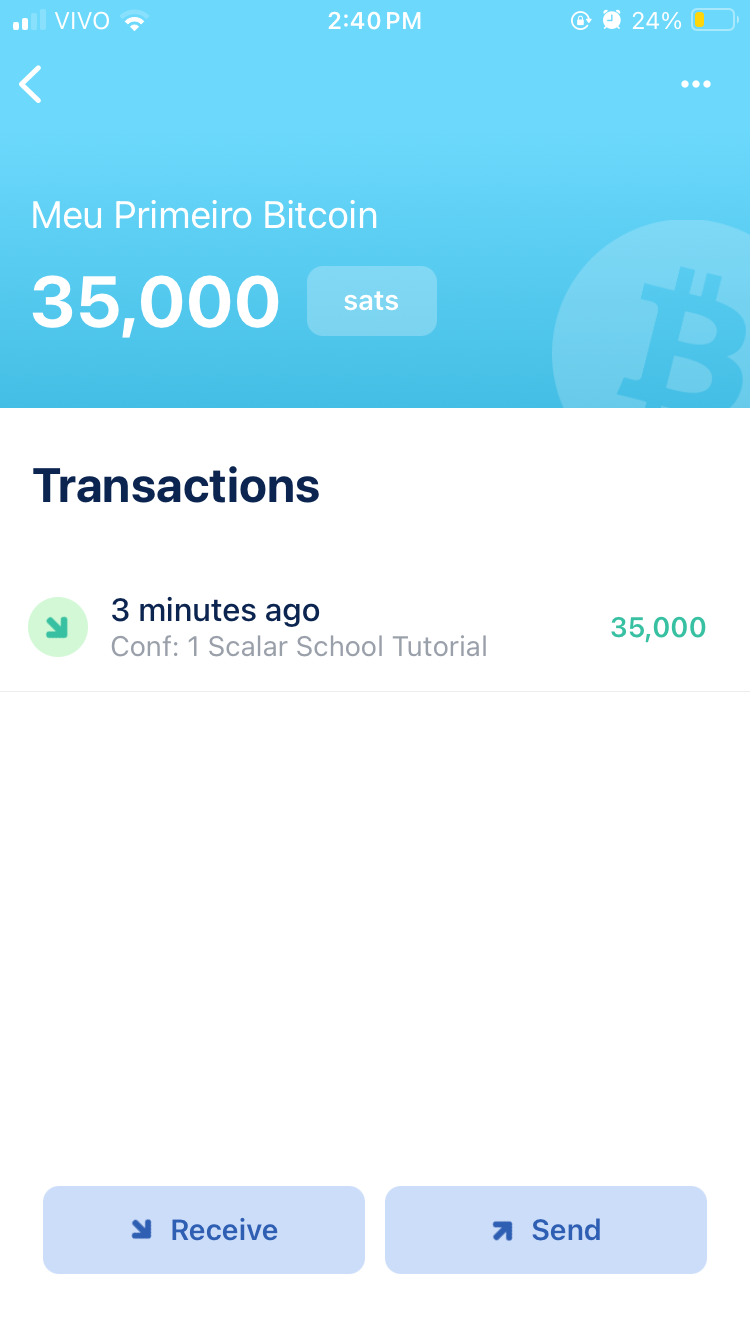 VIVO 2:40 PM 24%
Meu Primeiro Bitcoin
35,000 sats
Transactions
3 minutes ago
Conf: 1 Scalar School Tutorial
35,000
Receive
Send